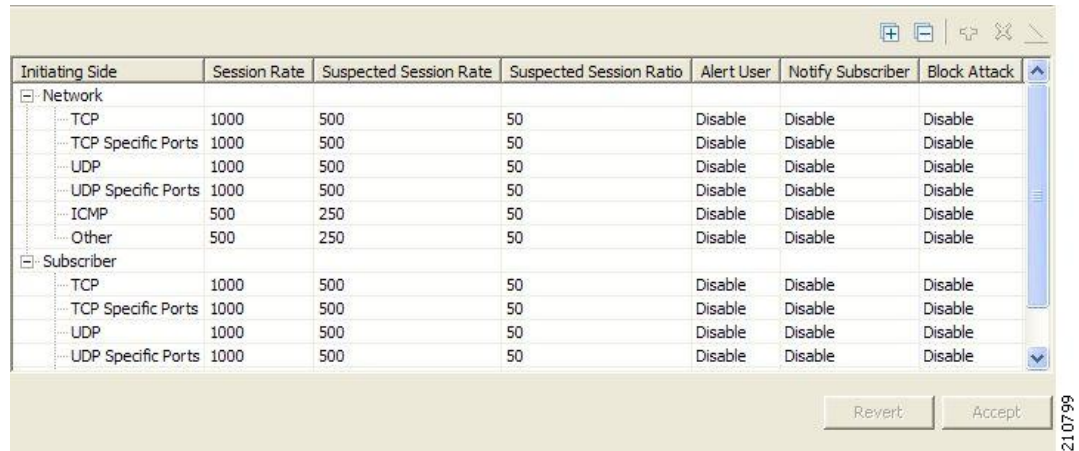 Initiating Side Session Rate Suspected Session Rate Suspected Session Ratio Alert User Notify Subscriber Block Attack
Network
TCP 1000 500 50 Disable Disable Disable
TCP Specific Ports 1000 500 50 Disable Disable Disable
UDP 1000 500 50 Disable Disable Disable
UDP Specific Ports 1000 500 50 Disable Disable Disable
ICMP 500 250 50 Disable Disable Disable
Other 500 250 50 Disable Disable Disable
Subscriber
TCP 1000 500 50 Disable Disable Disable
TCP Specific Ports 1000 500 50 Disable Disable Disable
UDP 1000 500 50 Disable Disable Disable
UDP Specific Ports 1000 500 50 Disable Disable Disable
Revert Accept
210799